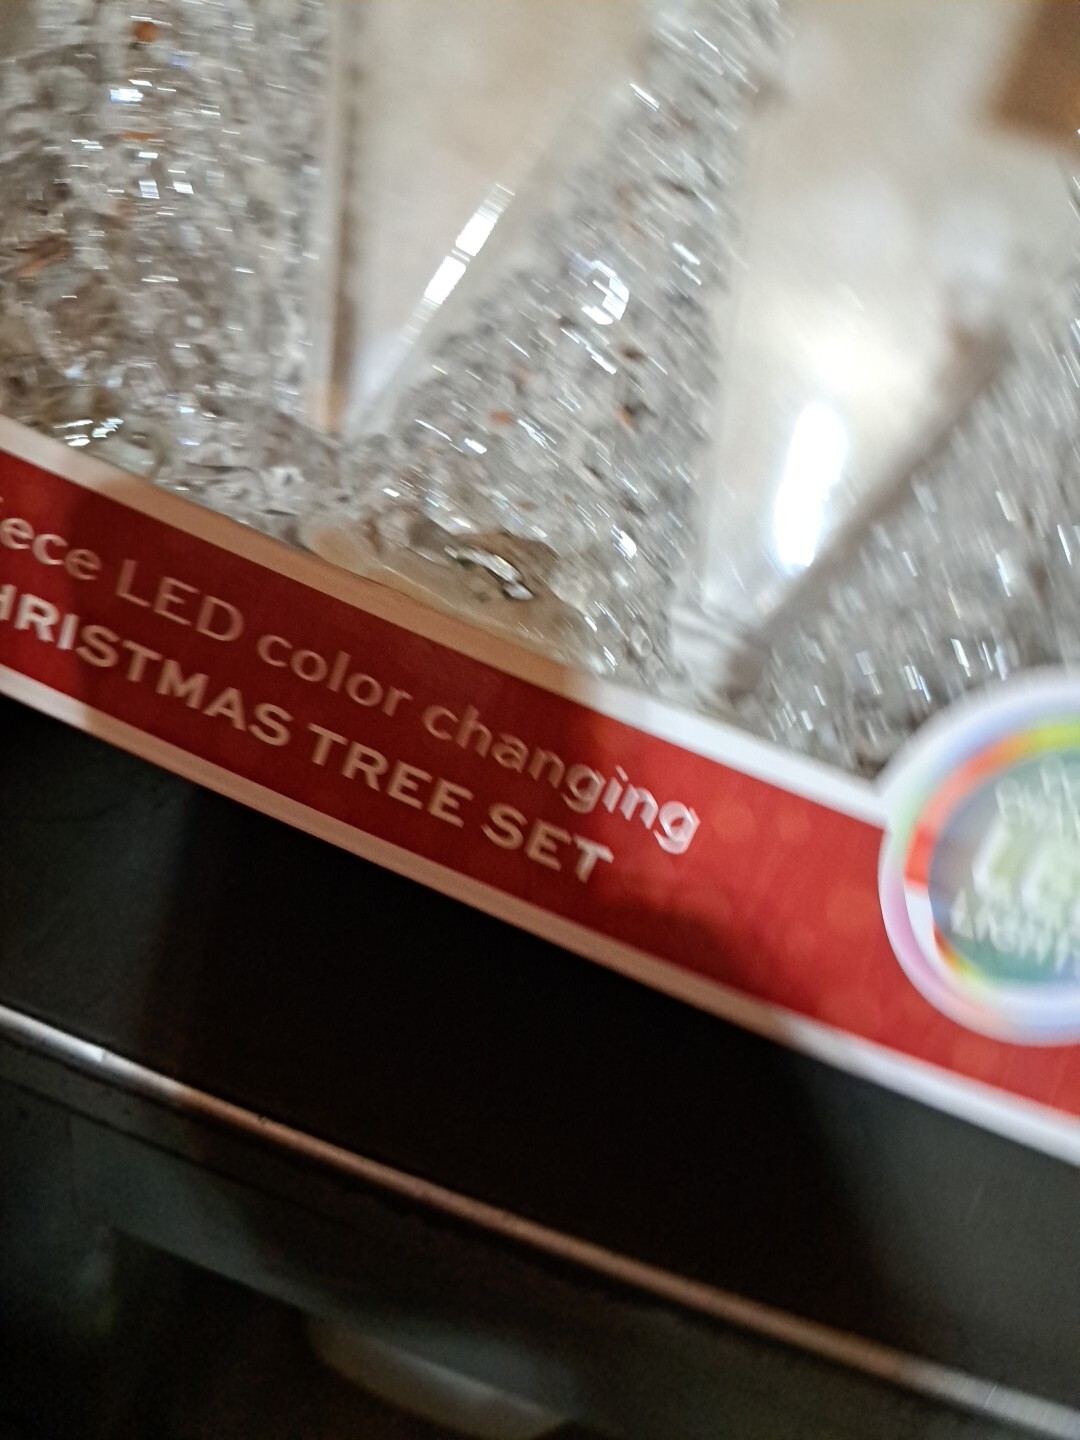 iece LED color changing
HRISTMAS TREE SET